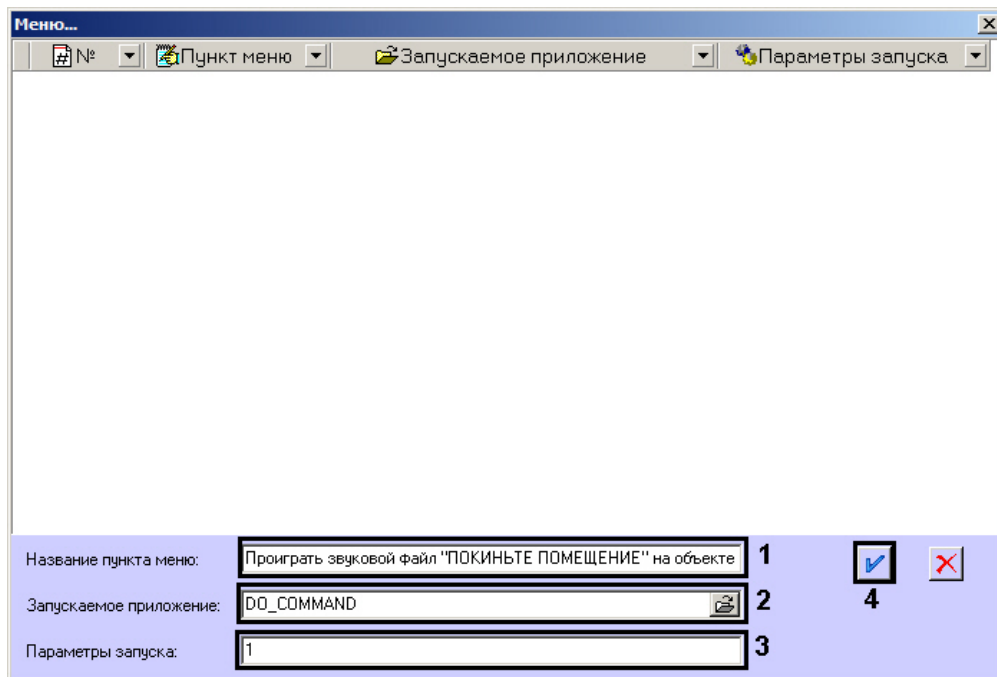 Меню...
№ Пункт меню Запускаемое приложение Параметры запуска
Название пункта меню: Проиграть звуковой файл "ПОКИНЬТЕ ПОМЕЩЕНИЕ" на объекте 1
Запускаемое приложение: DO_COMMAND 2 4
Параметры запуска: 1 3